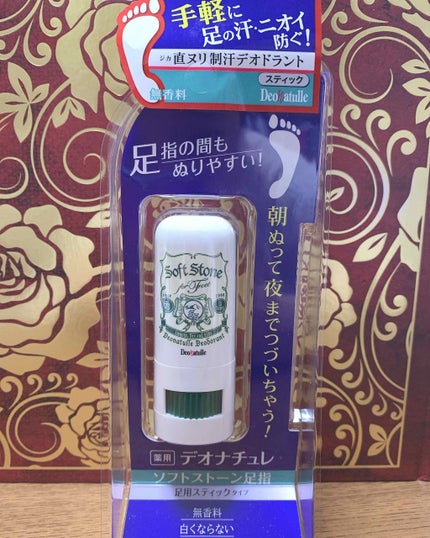 手軽に
足の汗・ニオイ
防ぐ!
ジカ 直ヌリ 制汗デオドラント
スティック
無香料
Deonatulle
足指の間も
ぬりやすい!
朝ぬって夜までつづいちゃう!
Soft Stone
for Feet
Deonatulle Deodorant
Deonatulle
薬用 デオナチュレ
ソフトストーン足指
足用スティックタイプ
無香料
白くならない